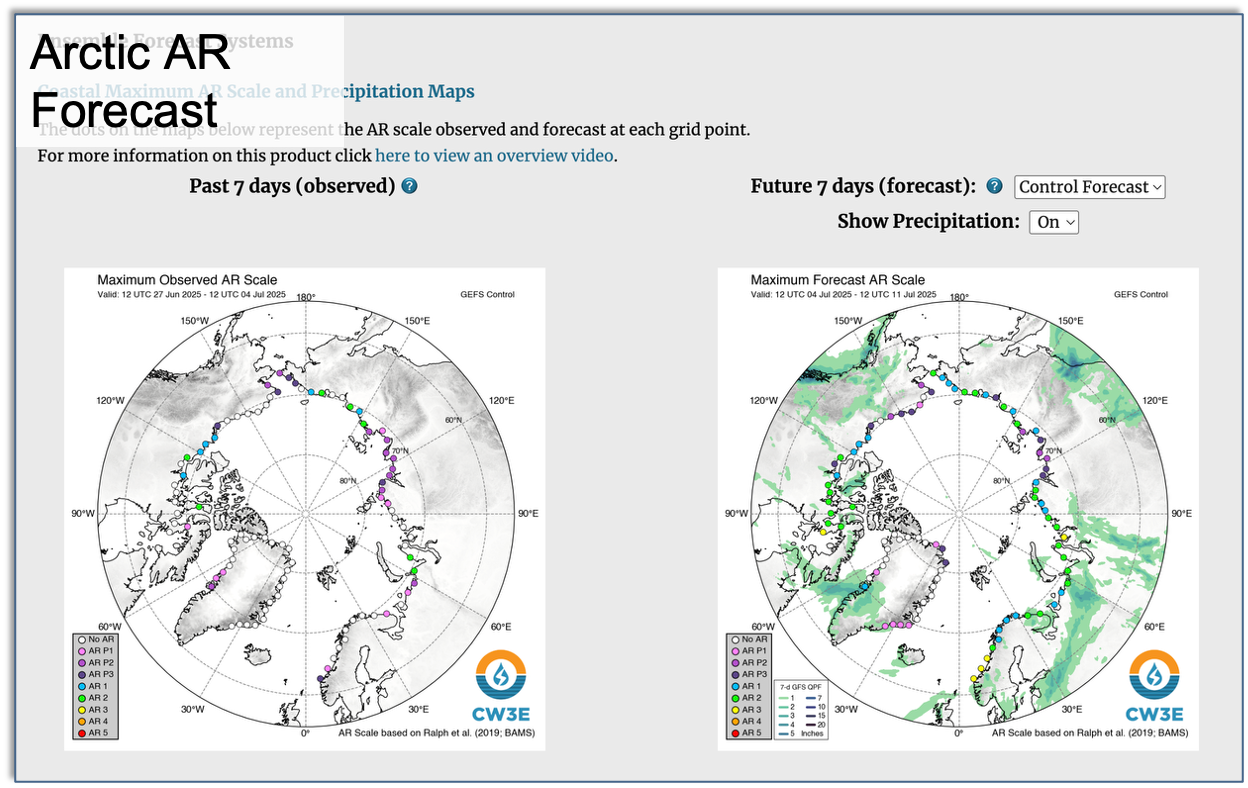 Ensemble Forecast Systems
Arctic AR
Forecast
Coastal Maximum AR Scale and Precipitation Maps
The dots on the maps below represent the AR scale observed and forecast at each grid point.
For more information on this product click here to view an overview video.
Past 7 days (observed) ?
Future 7 days (forecast): ? Control Forecast
Show Precipitation: On
Maximum Observed AR Scale
Valid: 12 UTC 27 Jun 2025 - 12 UTC 04 Jul 2025
GEFS Control
180°
150°W
150°E
120°W
120°E
60°N
70°N
80°N
90°W
90°E
60°W
60°E
30°W
30°E
0°
No AR
AR P1
AR P2
AR P3
AR 1
AR 2
AR 3
AR 4
AR 5
CW3E
AR Scale based on Ralph et al. (2019; BAMS)
Maximum Forecast AR Scale
Valid: 12 UTC 04 Jul 2025 - 12 UTC 11 Jul 2025
GEFS Control
180°
150°W
150°E
120°W
120°E
60°N
70°N
80°N
90°W
90°E
60°W
60°E
30°W
30°E
0°
No AR
AR P1
AR P2
AR P3
AR 1
AR 2
AR 3
AR 4
AR 5
7-d GFS QPF
1 7
2 10
3 15
4 20
5 Inches
CW3E
AR Scale based on Ralph et al. (2019; BAMS)